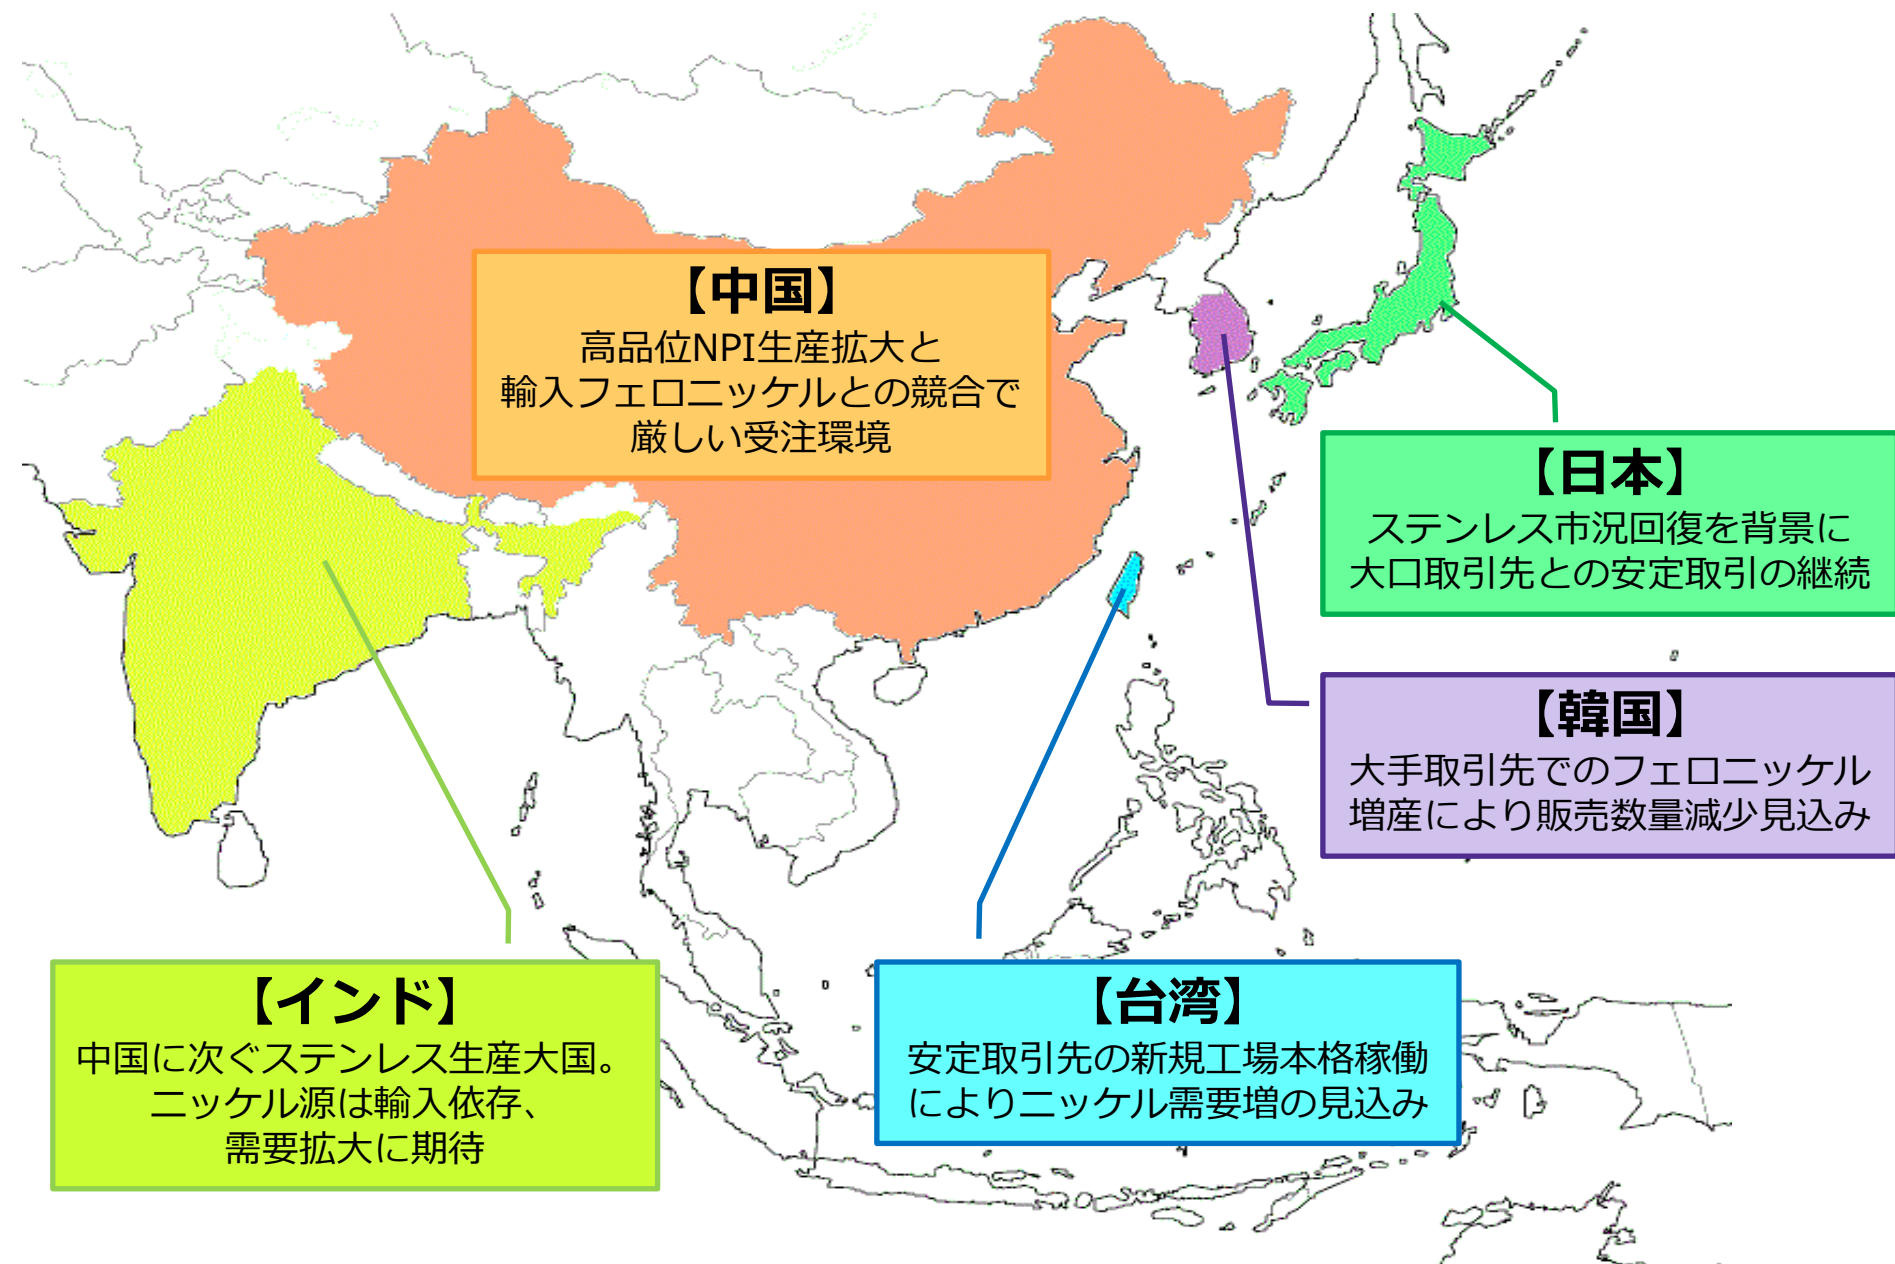 【中国】
高品位NPI生産拡大と
輸入フェロニッケルとの競合で
厳しい受注環境
【日本】
ステンレス市況回復を背景に
大口取引先との安定取引の継続
【韓国】
大手取引先でのフェロニッケル
増産により販売数量減少見込み
【インド】
中国に次ぐステンレス生産大国。
ニッケル源は輸入依存、
需要拡大に期待
【台湾】
安定取引先の新規工場本格稼働
によりニッケル需要増の見込み